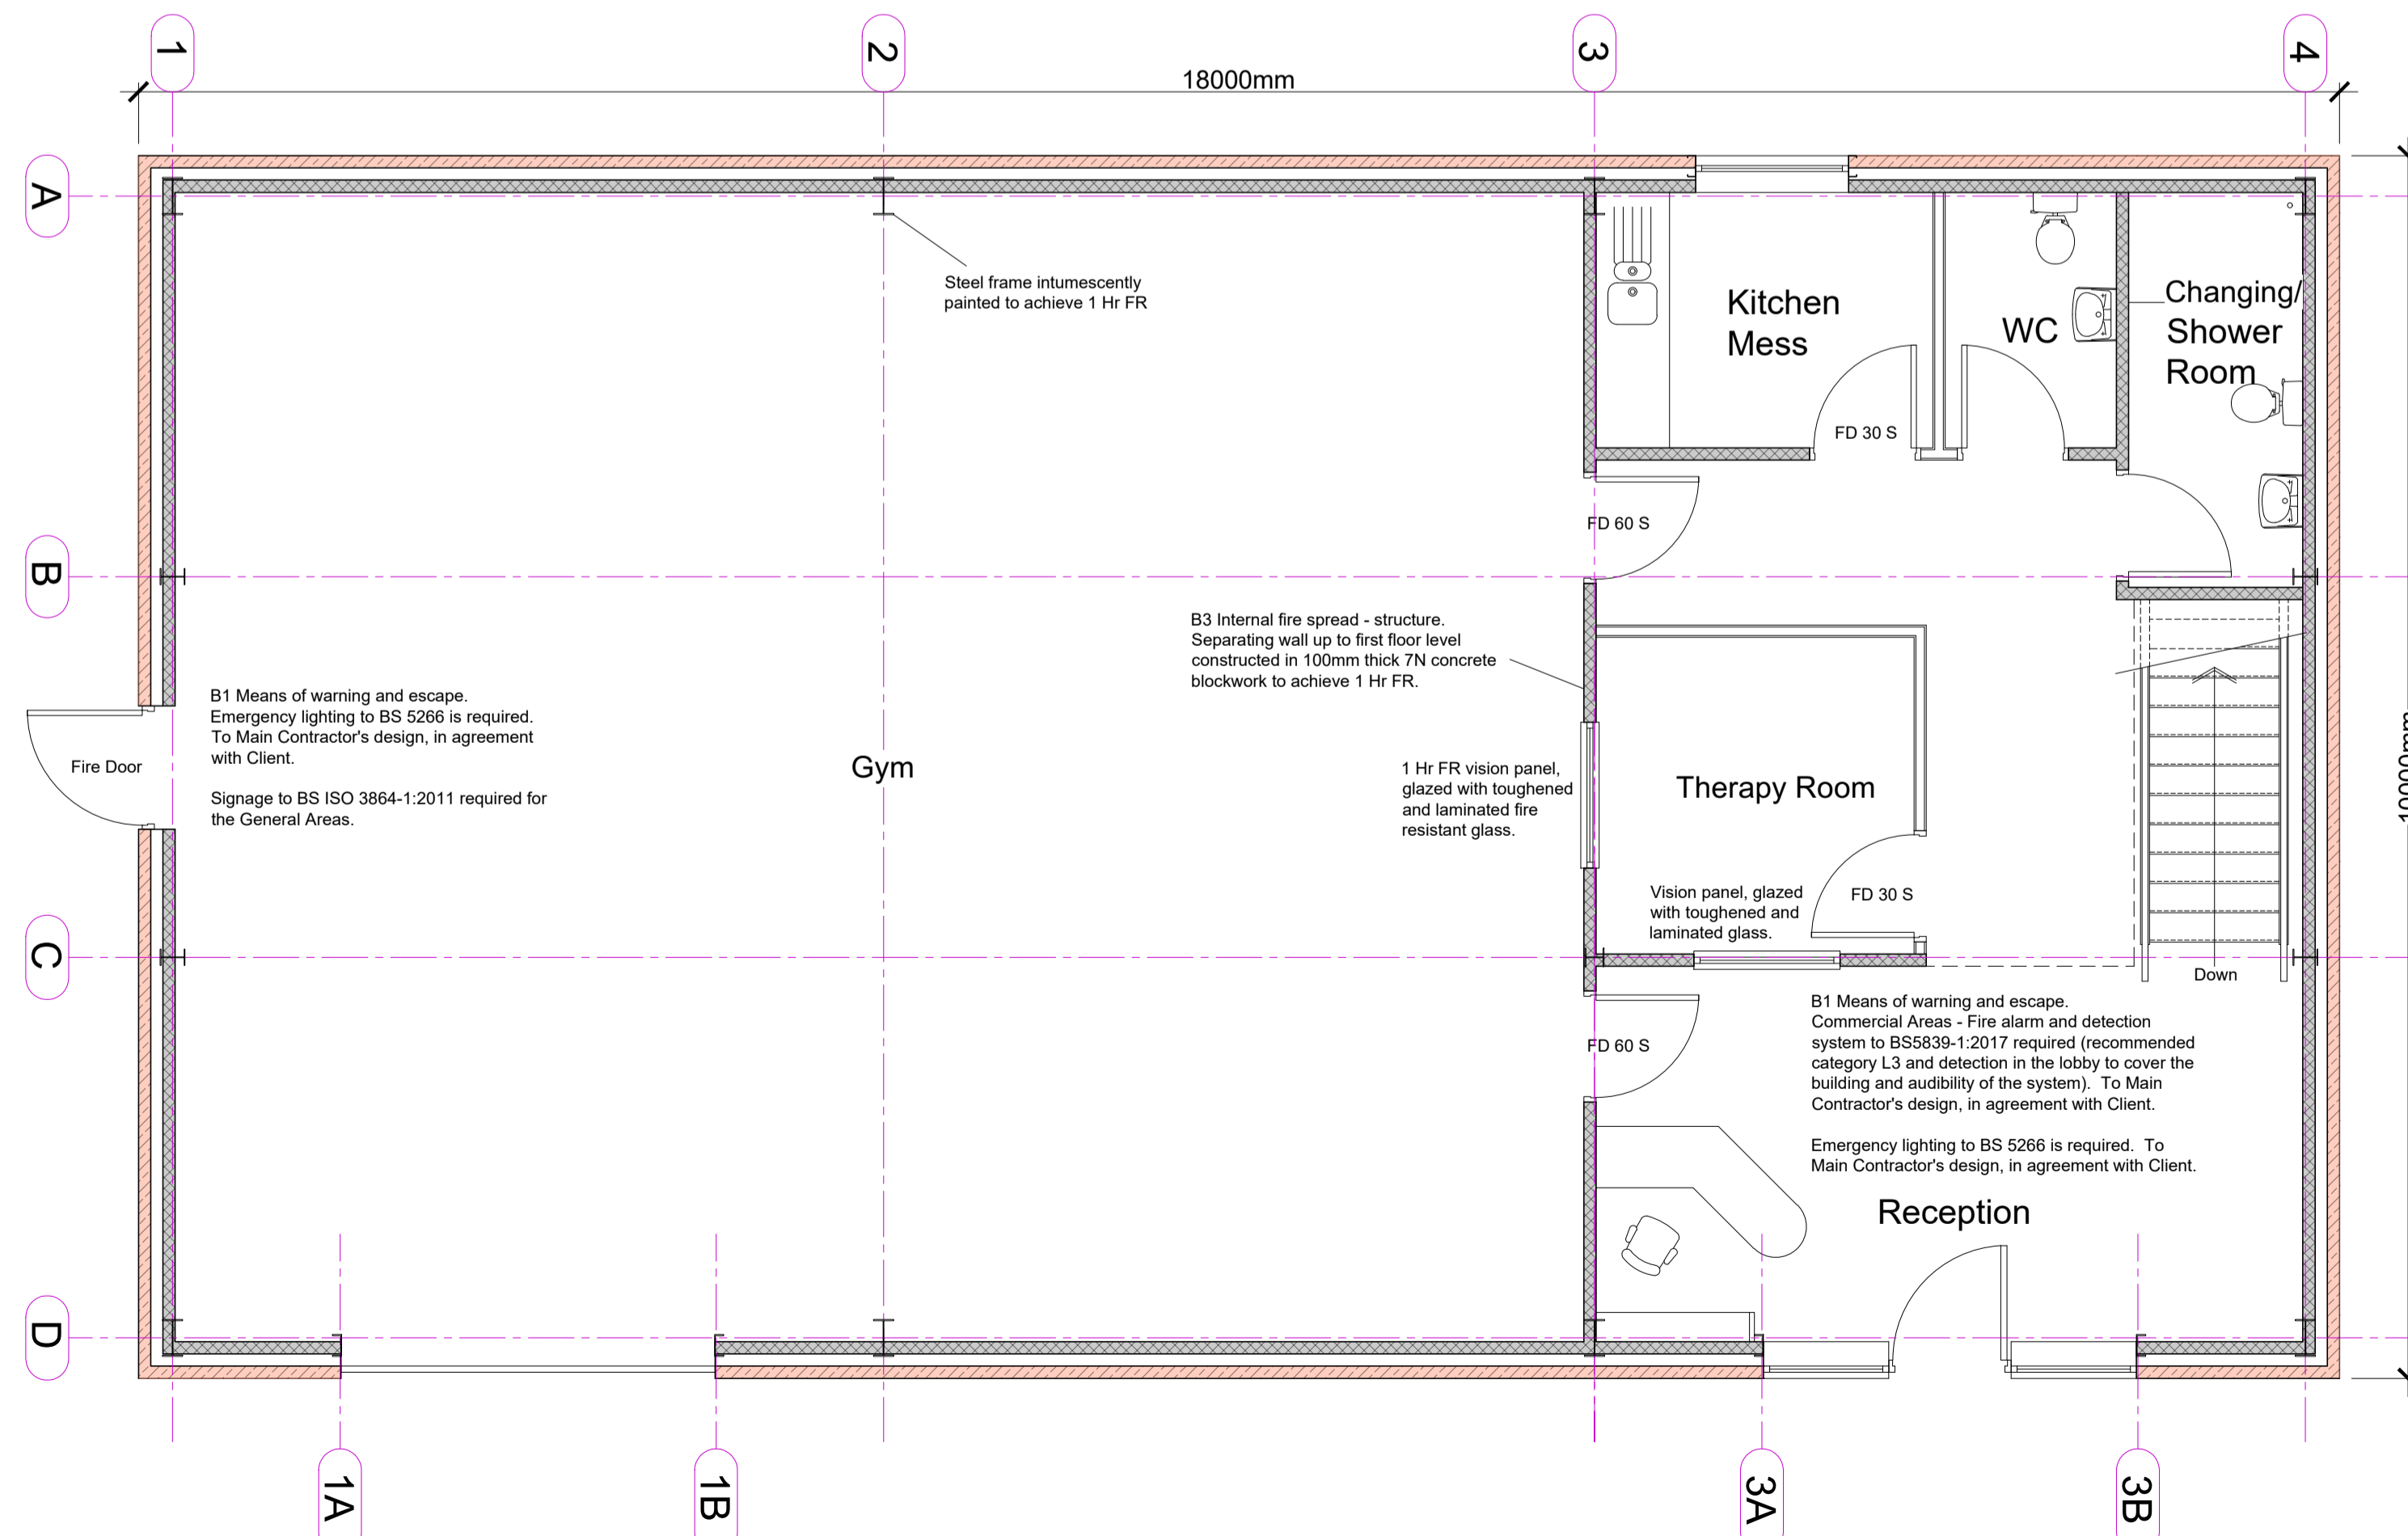 1
2
3
4
18000mm
A
Steel frame intumescently
painted to achieve 1 Hr FR
Kitchen
Mess
WC
Changing/
Shower
Room
FD 30 S
FD 60 S
B
B3 Internal fire spread - structure.
Separating wall up to first floor level
constructed in 100mm thick 7N concrete
blockwork to achieve 1 Hr FR.
B1 Means of warning and escape.
Emergency lighting to BS 5266 is required.
To Main Contractor's design, in agreement
with Client.
Signage to BS ISO 3864-1:2011 required for
the General Areas.
Fire Door
Gym
1 Hr FR vision panel,
glazed with toughened
and laminated fire
resistant glass.
Therapy Room
10000mm
Vision panel, glazed
with toughened and
laminated glass.
FD 30 S
C
Down
B1 Means of warning and escape.
Commercial Areas - Fire alarm and detection
system to BS5839-1:2017 required (recommended
category L3 and detection in the lobby to cover the
building and audibility of the system). To Main
Contractor's design, in agreement with Client.
Emergency lighting to BS 5266 is required. To
Main Contractor's design, in agreement with Client.
FD 60 S
Reception
D
1A
1B
3A
3B